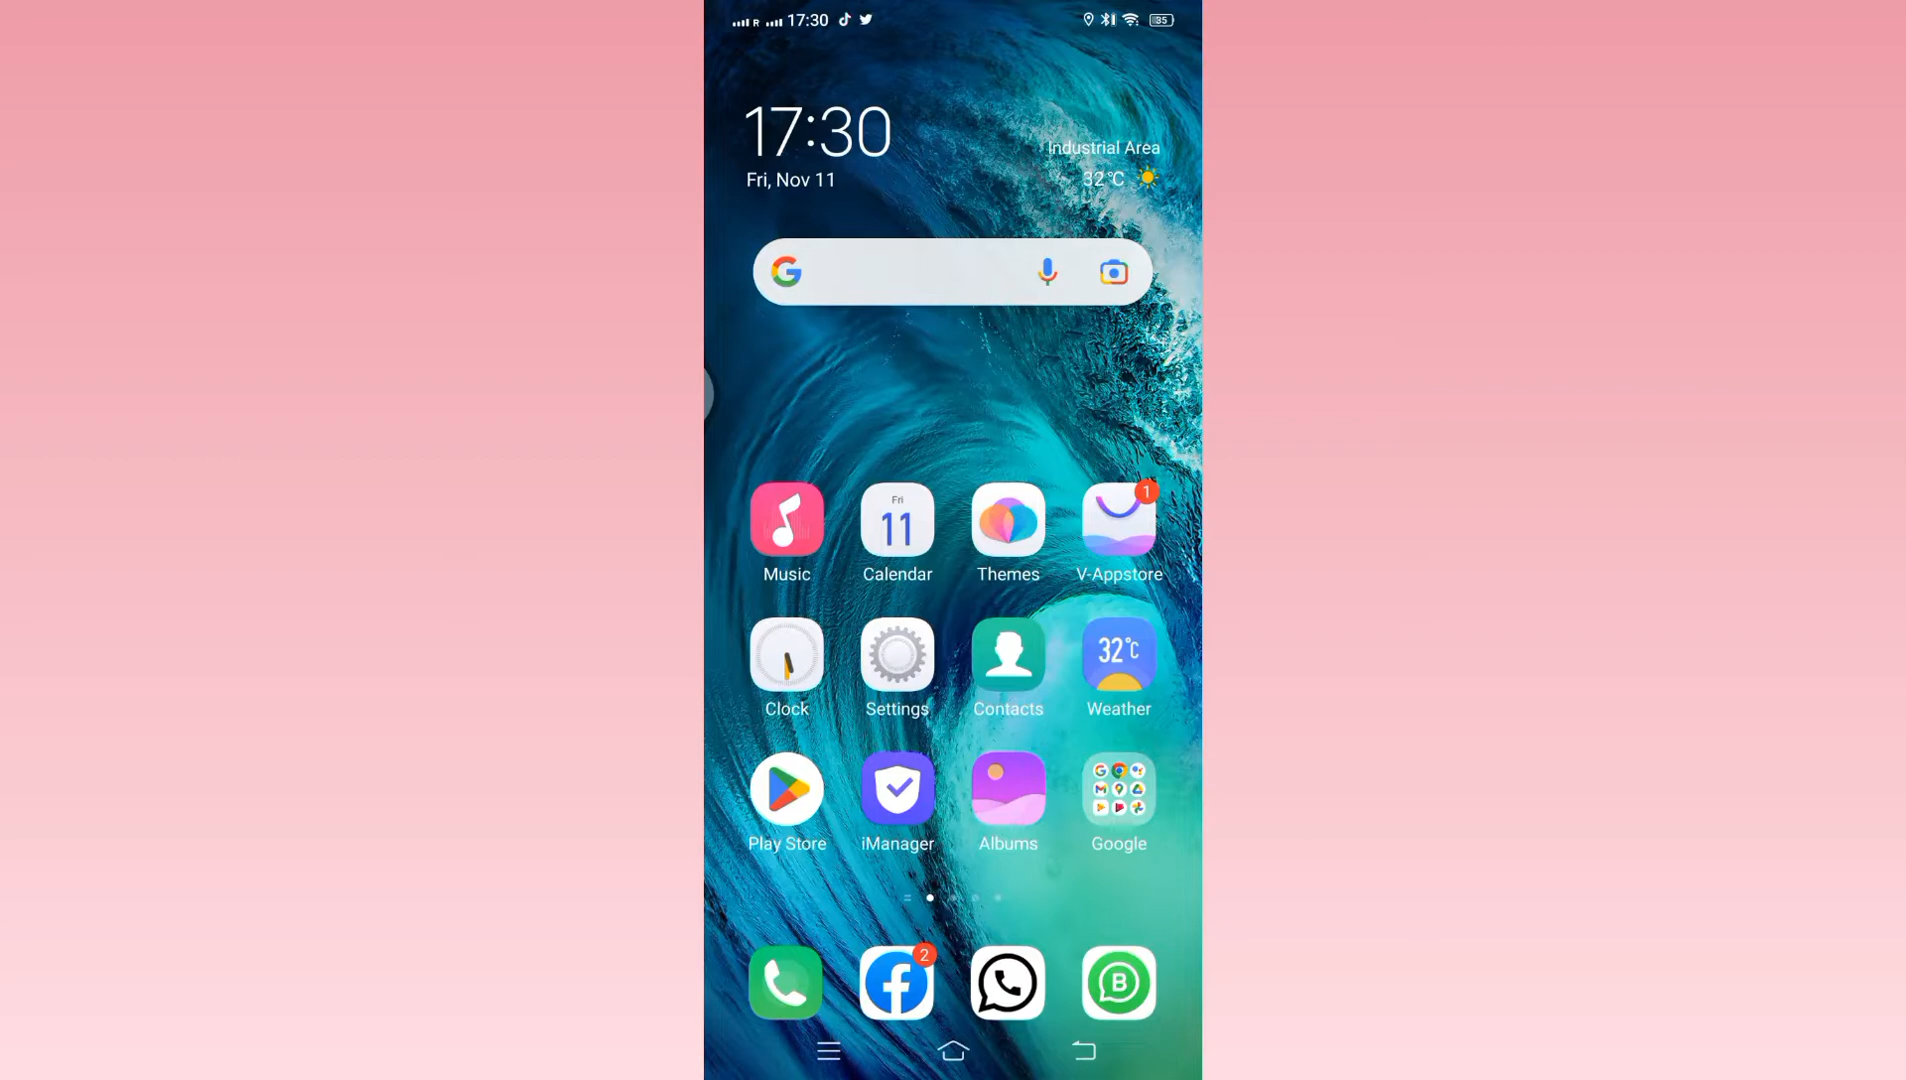 R 17:30 35
17:30
Fri, Nov 11
Industrial Area
32°C
G
1
Fri
11
Music Calendar Themes V-Appstore
32°C
Clock Settings Contacts Weather
Play Store iManager Albums Google
2
B